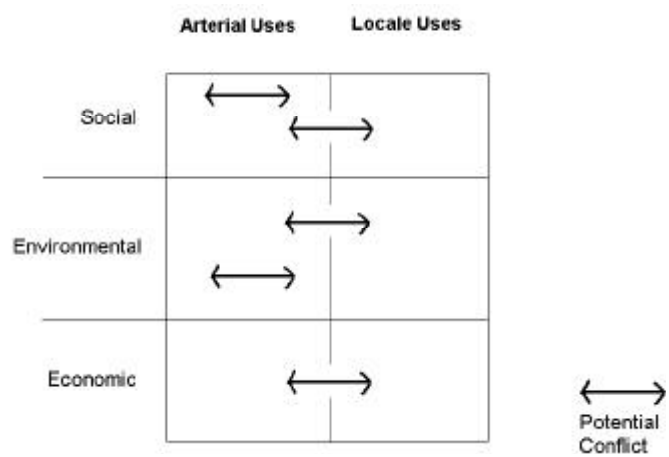 Arterial Uses Locale Uses
Social
Environmental
Economic
Potential
Conflict